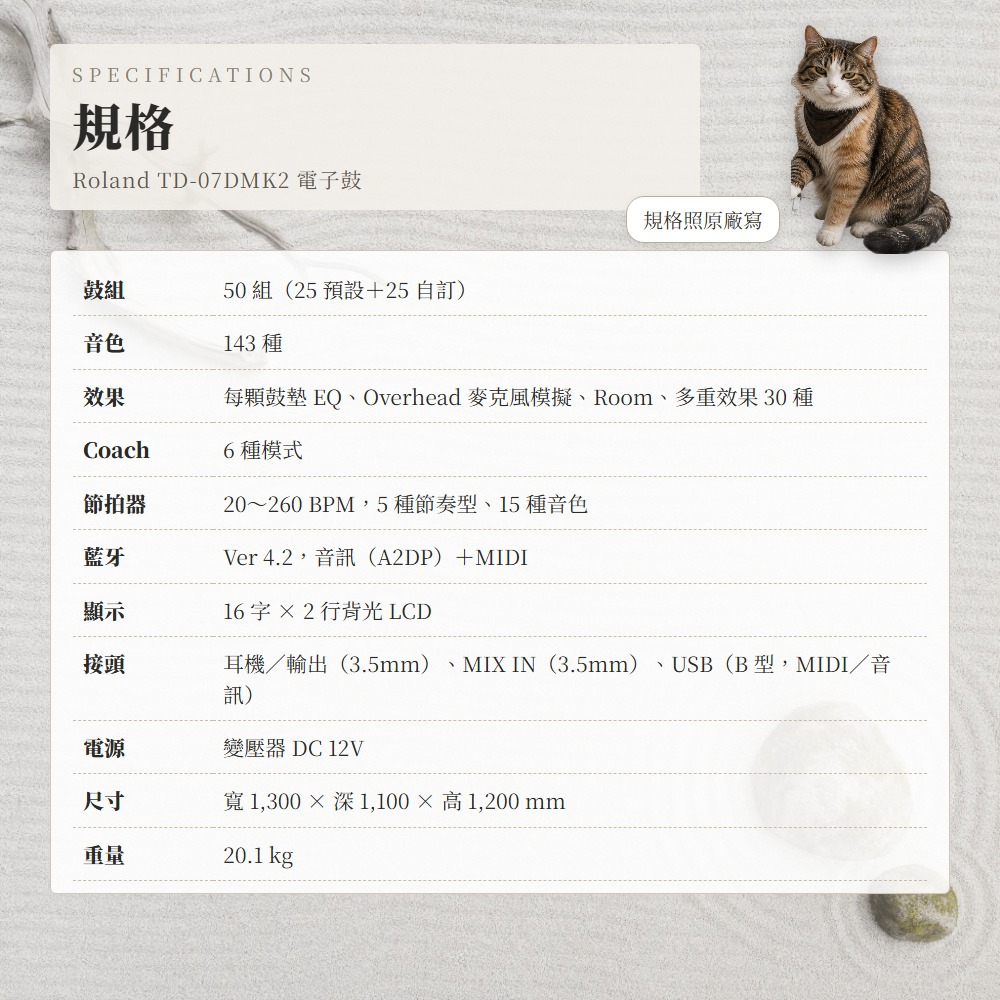 SPECIFICATIONS
規格
Roland TD-07DMK2 電子鼓
規格照原廠寫
鼓組 50 組（25 預設＋25 自訂）
音色 143 種
效果 每顆鼓墊 EQ、Overhead 麥克風模擬、Room、多重效果 30 種
Coach 6 種模式
節拍器 20～260 BPM，5 種節奏型、15 種音色
藍牙 Ver 4.2，音訊（A2DP）＋MIDI
顯示 16 字 × 2 行背光 LCD
接頭 耳機／輸出（3.5mm）、MIX IN（3.5mm）、USB（B 型，MIDI／音
訊）
電源 變壓器 DC 12V
尺寸 寬 1,300 × 深 1,100 × 高 1,200 mm
重量 20.1 kg